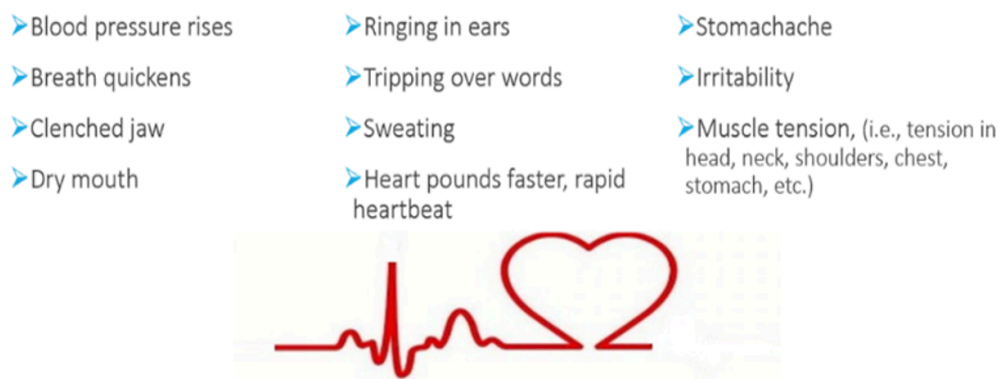 ➢Blood pressure rises
➢Breath quickens
➢Clenched jaw
➢Dry mouth
➢Ringing in ears
➢Tripping over words
➢Sweating
➢Heart pounds faster, rapid
heartbeat
➢Stomachache
➢Irritability
➢Muscle tension, (i.e., tension in
head, neck, shoulders, chest,
stomach, etc.)